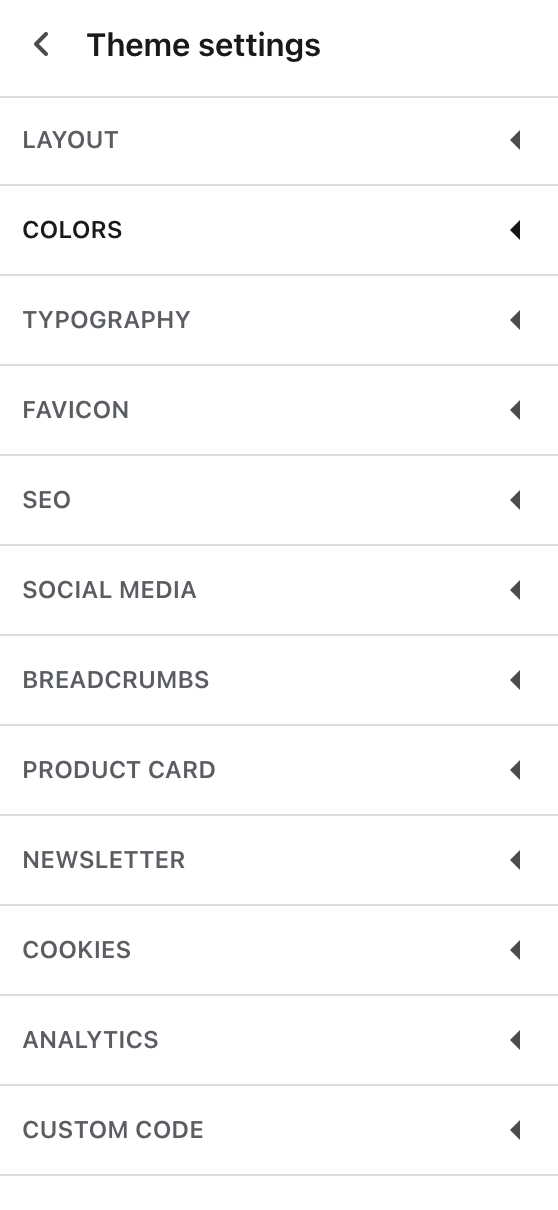 Theme settings
LAYOUT
COLORS
TYPOGRAPHY
FAVICON
SEO
SOCIAL MEDIA
BREADCRUMBS
PRODUCT CARD
NEWSLETTER
COOKIES
ANALYTICS
CUSTOM CODE